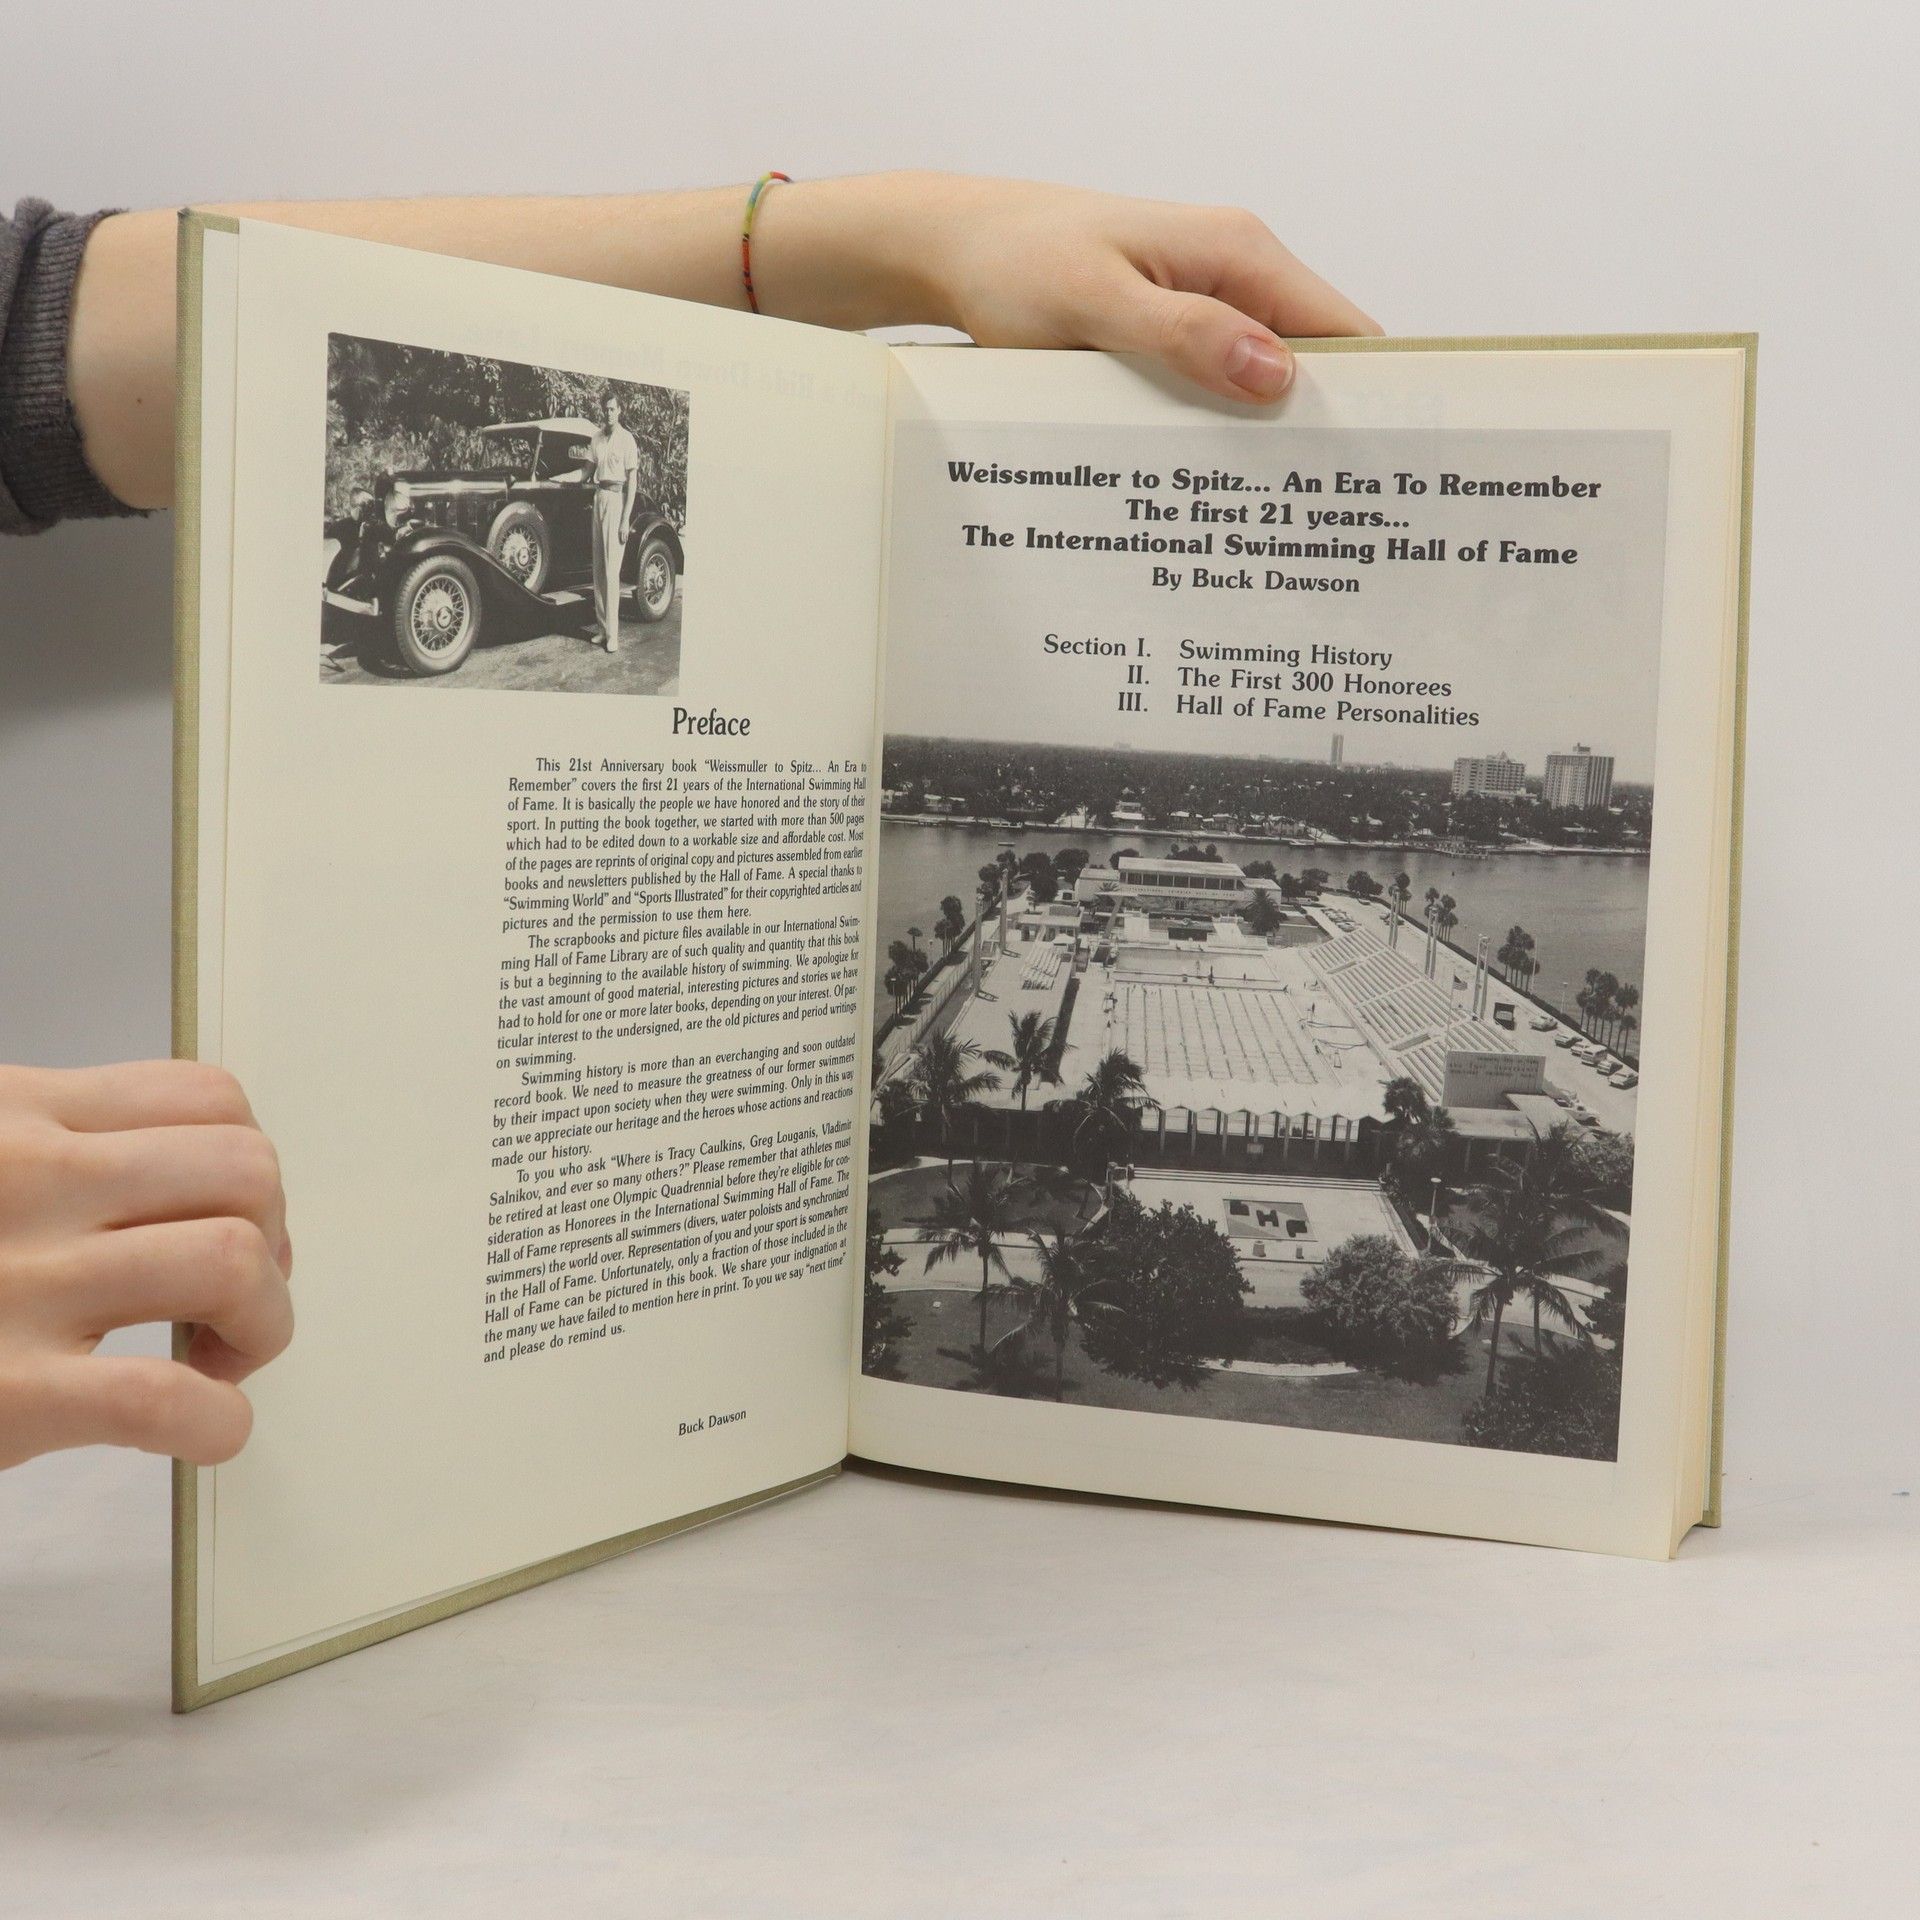 Preface
This 21st Anniversary book “Weissmuller to Spitz... An Era to
Remember” covers the first 21 years of the International Swimming Hall
of Fame. It is basically the people we have honored and the story of their
sport. In putting the book together, we started with more than 500 pages
which had to be edited down to a workable size and affordable cost. Most
of the pages are reprints of original copy and pictures assembled from earlier
books and newsletters published by the Hall of Fame. A special thanks to
“Swimming World” and “Sports Illustrated” for their copyrighted articles and
pictures and the permission to use them here.
The scrapbooks and picture files available in our International Swim-
ming Hall of Fame Library are of such quality and quantity that this book
is but a beginning to the available history of swimming. We apologize for
the vast amount of good material, interesting pictures and stories we have
had to hold for one or more later books, depending on your interest. Of par-
ticular interest to the undersigned, are the old pictures and period writings
on swimming.
Swimming history is more than an everchanging and soon outdated
record book. We need to measure the greatness of our former swimmers
by their impact upon society when they were swimming. Only in this way
can we appreciate our heritage and the heroes whose actions and reactions
made our history.
To you who ask “Where is Tracy Caulkins, Greg Louganis, Vladimir
Salnikov, and ever so many others?” Please remember that athletes must
be retired at least one Olympic Quadrennial before they're eligible for con-
sideration as Honorees in the International Swimming Hall of Fame. The
Hall of Fame represents all swimmers (divers, water poloists and synchronized
swimmers) the world over. Representation of you and your sport is somewhere
in the Hall of Fame. Unfortunately, only a fraction of those included in the
Hall of Fame can be pictured in this book. We share your indignation at
the many we have failed to mention here in print. To you we say “next time”
and please do remind us.
Buck Dawson
Weissmuller to Spitz... An Era To Remember
The first 21 years...
The International Swimming Hall of Fame
By Buck Dawson
Section I. Swimming History
II. The First 300 Honorees
III. Hall of Fame Personalities